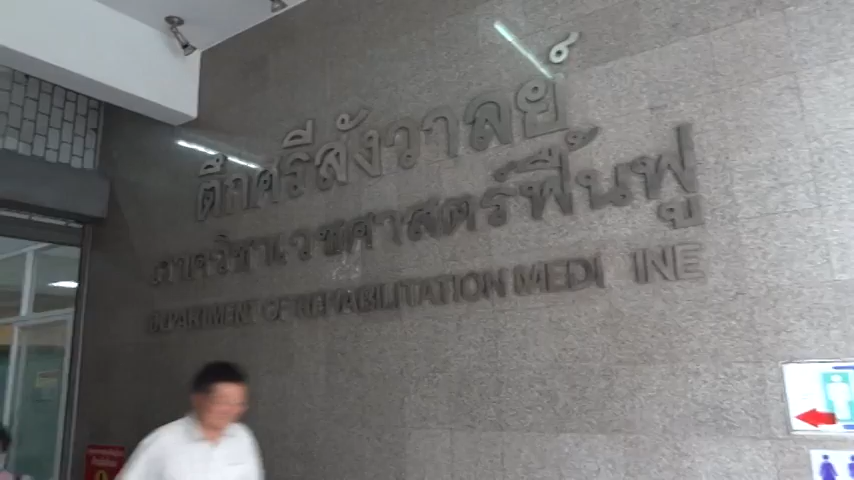 ตึกศรีสังวาลย์
ภาควิชาเวชศาสตร์ฟื้นฟู
DEPARTMENT OF REHABILITATION MEDI INE